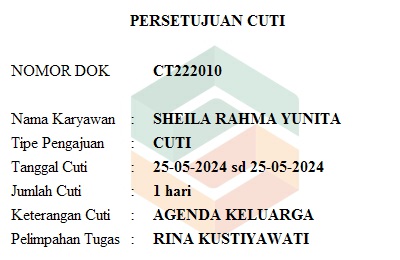 PERSETUJUAN CUTI
NOMOR DOK CT222010
Nama Karyawan : SHEILA RAHMA YUNITA
Tipe Pengajuan : CUTI
Tanggal Cuti : 25-05-2024 sd 25-05-2024
Jumlah Cuti : 1 hari
Keterangan Cuti : AGENDA KELUARGA
Pelimpahan Tugas : RINA KUSTIYAWATI